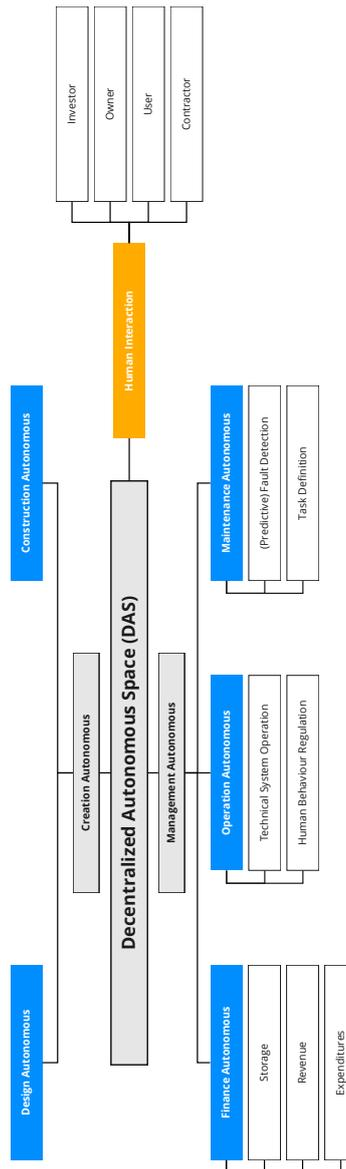 Design Autonomous
Construction Autonomous
Creation Autonomous
Decentralized Autonomous Space (DAS)
Human Interaction
Investor
Owner
User
Contractor
Management Autonomous
Finance Autonomous
Storage
Revenue
Expenditures
Operation Autonomous
Technical System Operation
Human Behaviour Regulation
Maintenance Autonomous
(Predictive) Fault Detection
Task Definition